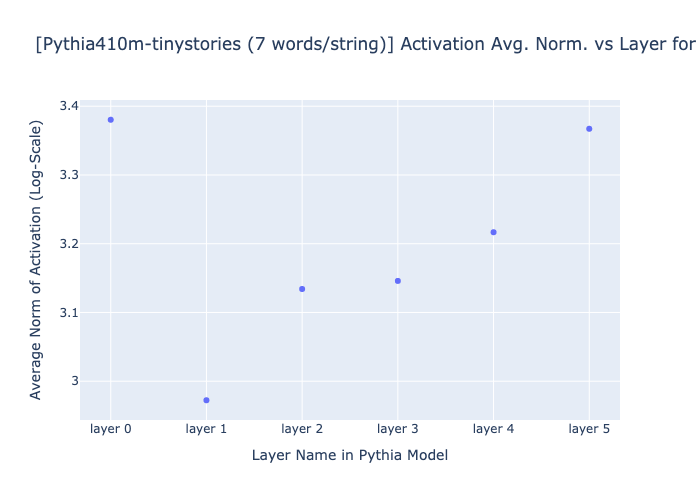 [Pythia410m-tinystories (7 words/string)] Activation Avg. Norm. vs Layer for
Average Norm of Activation (Log-Scale)
3.4
3.3
3.2
3.1
3
layer 0 layer 1 layer 2 layer 3 layer 4 layer 5
Layer Name in Pythia Model